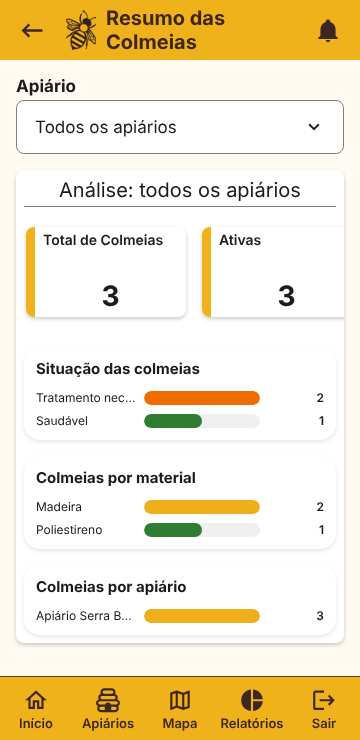 Resumo das
Colmeias
Apiário
Todos os apiários
Análise: todos os apiários
Total de Colmeias
3
Ativas
3
Situação das colmeias
Tratamento nec... 2
Saudável 1
Colmeias por material
Madeira 2
Poliestireno 1
Colmeias por apiário
Apiário Serra B... 3
Início Apiários Mapa Relatórios Sair